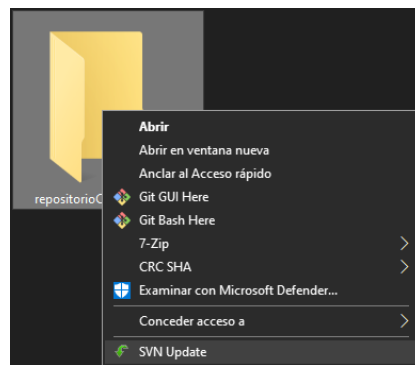 Abrir
Abrir en ventana nueva
Anclar al Acceso rápido
repositorioC
Git GUI Here
Git Bash Here
7-Zip
CRC SHA
Examinar con Microsoft Defender...
Conceder acceso a
SVN Update